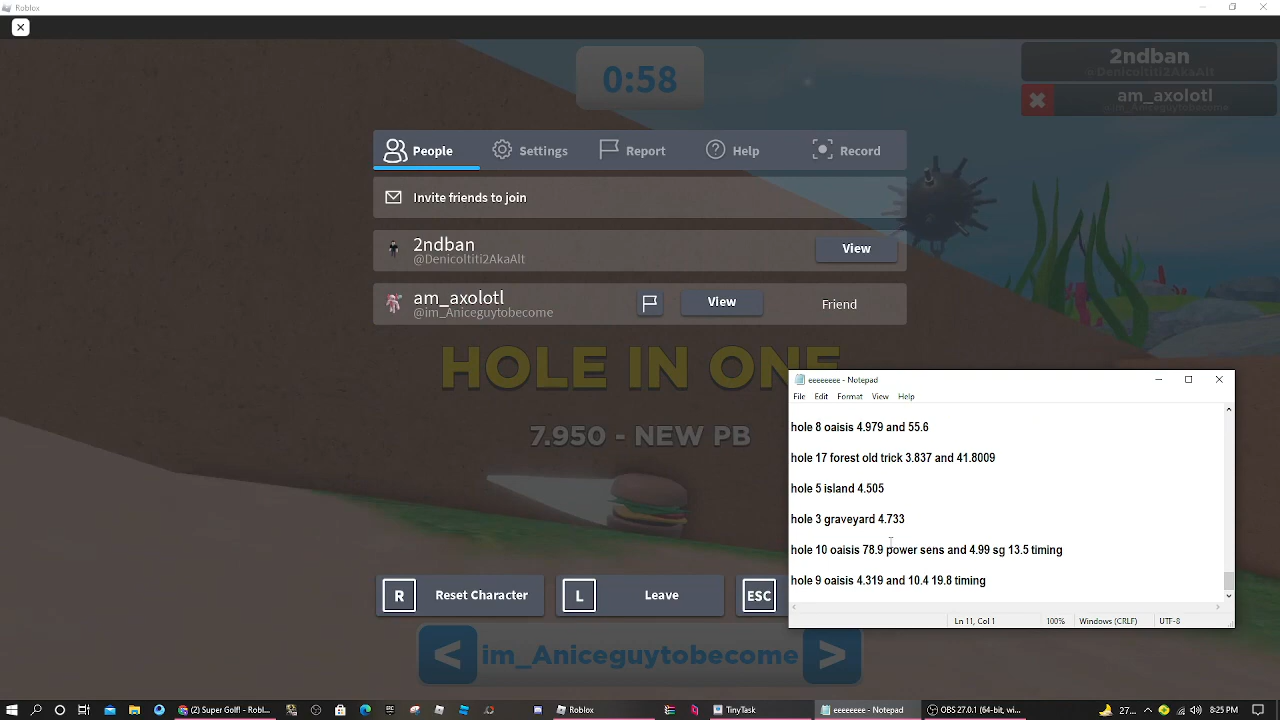 Roblox
0:58
2ndban
@DenicoItiti2AkaAlt
am_axolotl
@im_Aniceguytobecome
People
Settings
Report
Help
Record
Invite friends to join
2ndban
@DenicoItiti2AkaAlt
View
am_axolotl
@im_Aniceguytobecome
View
Friend
HOLE IN ONE
7.950 - NEW PB
eeeeeeee - Notepad
File Edit Format View Help
hole 8 oaisis 4.979 and 55.6
hole 17 forest old trick 3.837 and 41.8009
hole 5 island 4.505
hole 3 graveyard 4.733
hole 10 oaisis 78.9 power sens and 4.99 sg 13.5 timing
hole 9 oaisis 4.319 and 10.4 19.8 timing
Ln 11, Col 1 100% Windows (CRLF) UTF-8
R Reset Character
L Leave
ESC
< im_Aniceguytobecome >
(2) Super Golf! - Robl...
Roblox
TinyTask
eeeeeeee - Notepad
OBS 27.0.1 (64-bit, wi...
27...
8:25 PM